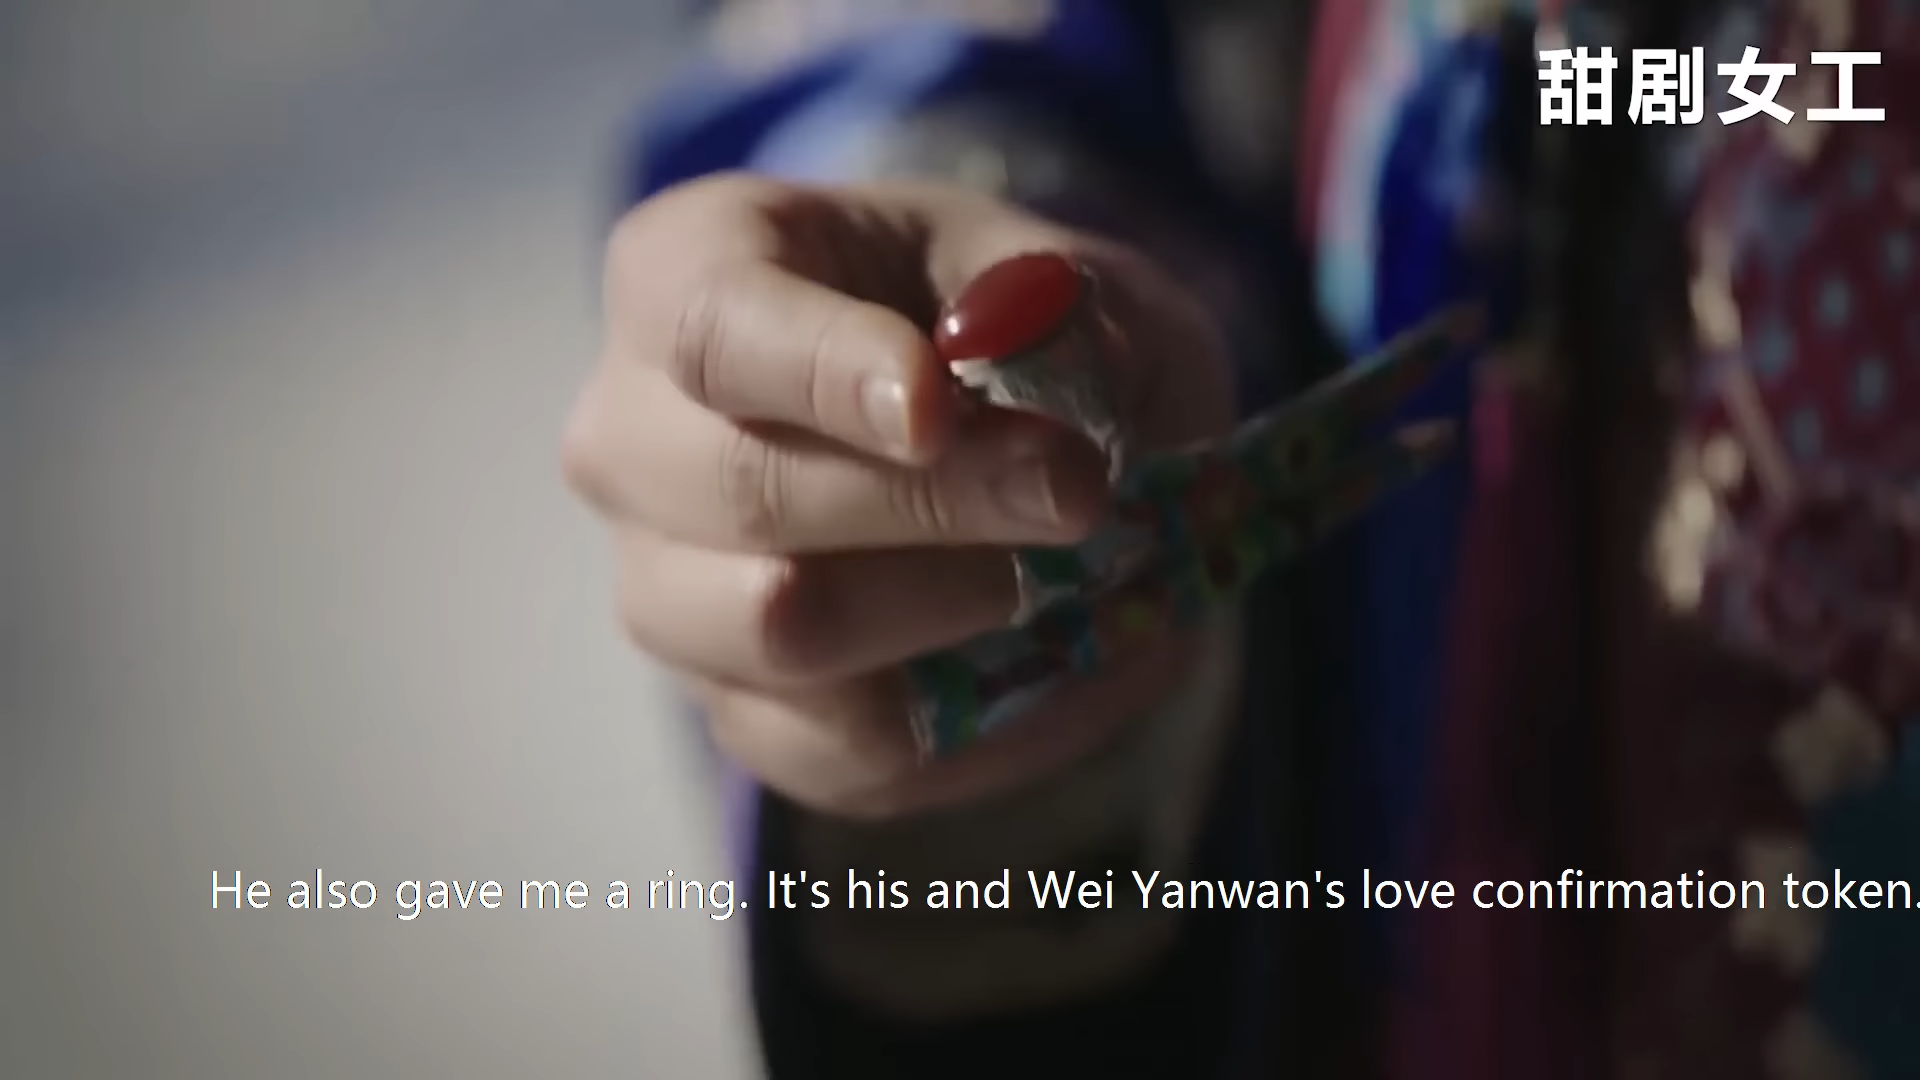 甜剧女工
He also gave me a ring. It's his and Wei Yanwan's love confirmation token.